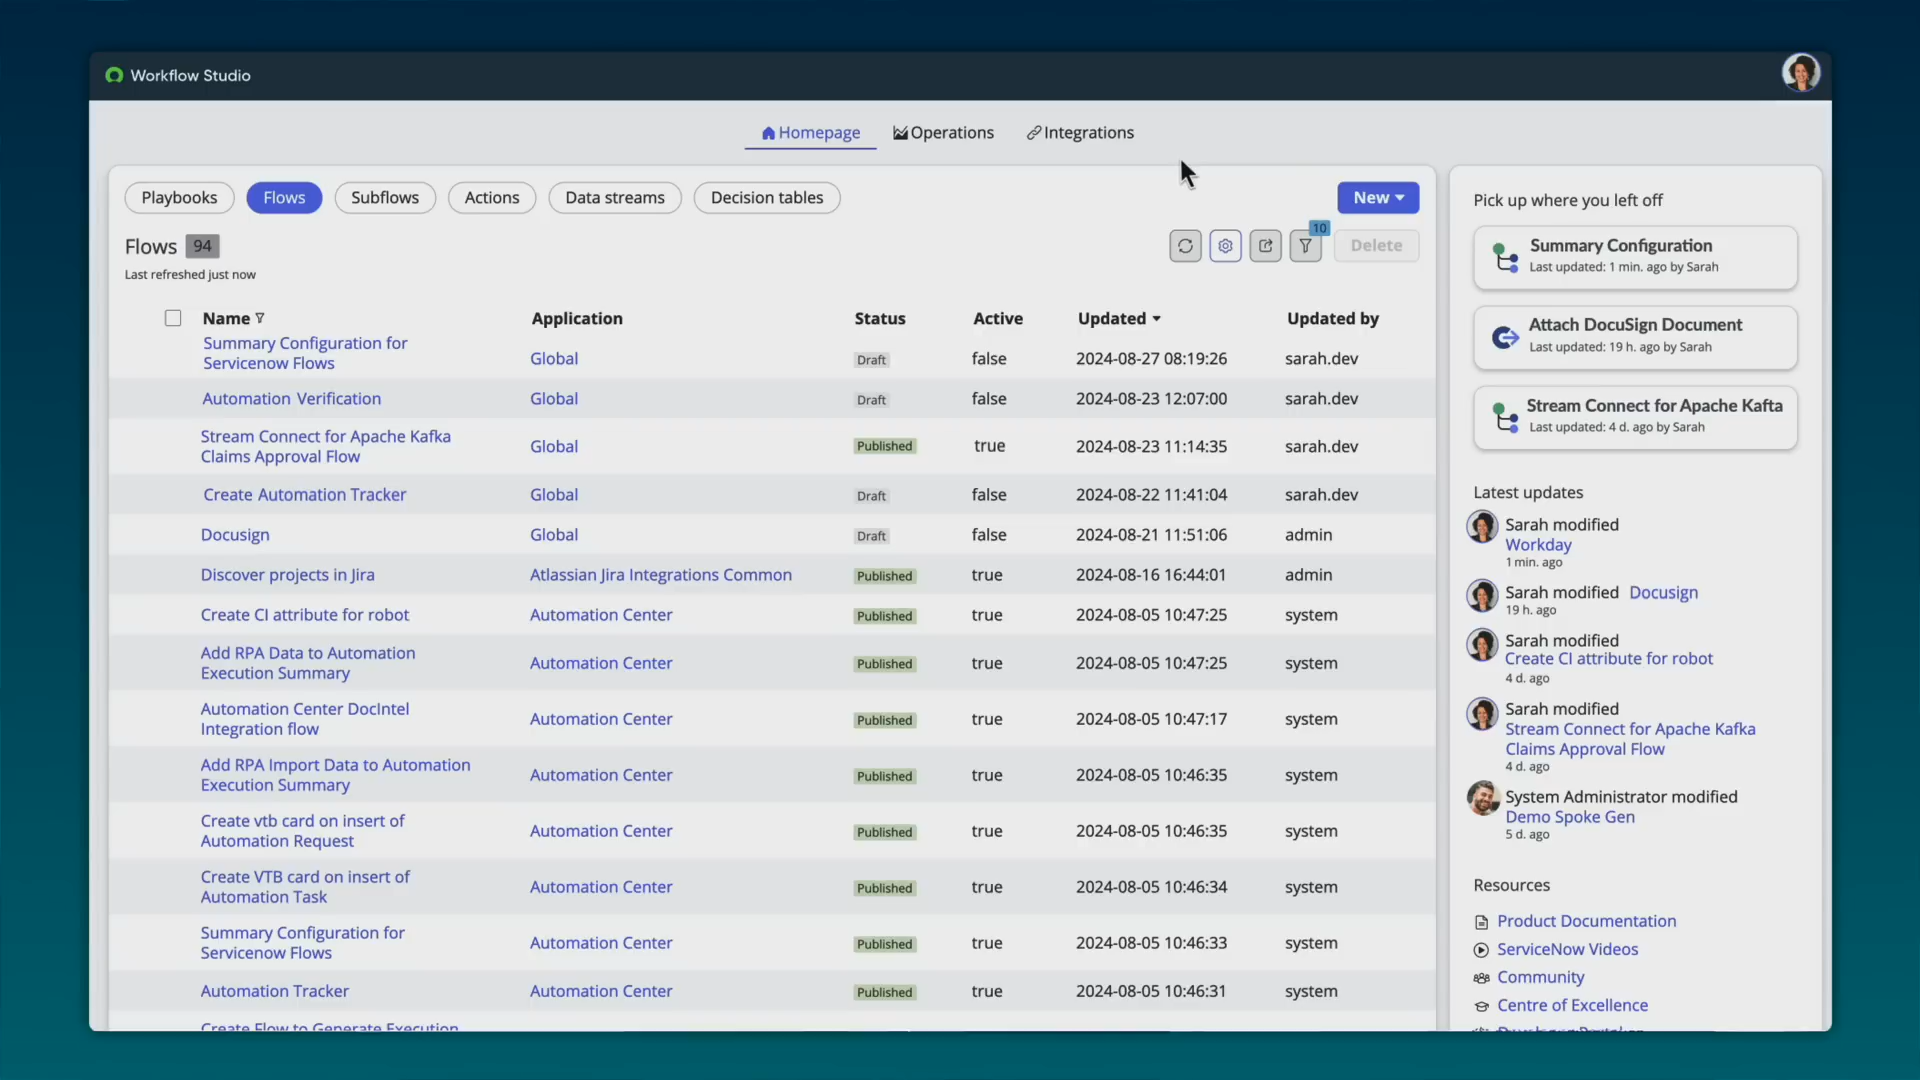 Workflow Studio
Homepage
Operations
Integrations
Playbooks
Flows
Subflows
Actions
Data streams
Decision tables
New
Flows 94
Last refreshed just now
10
Delete
Name
Application
Status
Active
Updated
Updated by
Summary Configuration for
Servicenow Flows
Global
Draft
false
2024-08-27 08:19:26
sarah.dev
Automation Verification
Global
Draft
false
2024-08-23 12:07:00
sarah.dev
Stream Connect for Apache Kafka
Claims Approval Flow
Global
Published
true
2024-08-23 11:14:35
sarah.dev
Create Automation Tracker
Global
Draft
false
2024-08-22 11:41:04
sarah.dev
Docusign
Global
Draft
false
2024-08-21 11:51:06
admin
Discover projects in Jira
Atlassian Jira Integrations Common
Published
true
2024-08-16 16:44:01
admin
Create CI attribute for robot
Automation Center
Published
true
2024-08-05 10:47:25
system
Add RPA Data to Automation
Execution Summary
Automation Center
Published
true
2024-08-05 10:47:25
system
Automation Center DocIntel
Integration flow
Automation Center
Published
true
2024-08-05 10:47:17
system
Add RPA Import Data to Automation
Execution Summary
Automation Center
Published
true
2024-08-05 10:46:35
system
Create vtb card on insert of
Automation Request
Automation Center
Published
true
2024-08-05 10:46:35
system
Create VTB card on insert of
Automation Task
Automation Center
Published
true
2024-08-05 10:46:34
system
Summary Configuration for
Servicenow Flows
Automation Center
Published
true
2024-08-05 10:46:33
system
Automation Tracker
Automation Center
Published
true
2024-08-05 10:46:31
system
Create Flow to Generate Execution
Pick up where you left off
Summary Configuration
Last updated: 1 min. ago by Sarah
Attach DocuSign Document
Last updated: 19 h. ago by Sarah
Stream Connect for Apache Kafta
Last updated: 4 d. ago by Sarah
Latest updates
Sarah modified
Workday
1 min. ago
Sarah modified Docusign
19 h. ago
Sarah modified
Create CI attribute for robot
4 d. ago
Sarah modified
Stream Connect for Apache Kafka
Claims Approval Flow
4 d. ago
System Administrator modified
Demo Spoke Gen
5 d. ago
Resources
Product Documentation
ServiceNow Videos
Community
Centre of Excellence